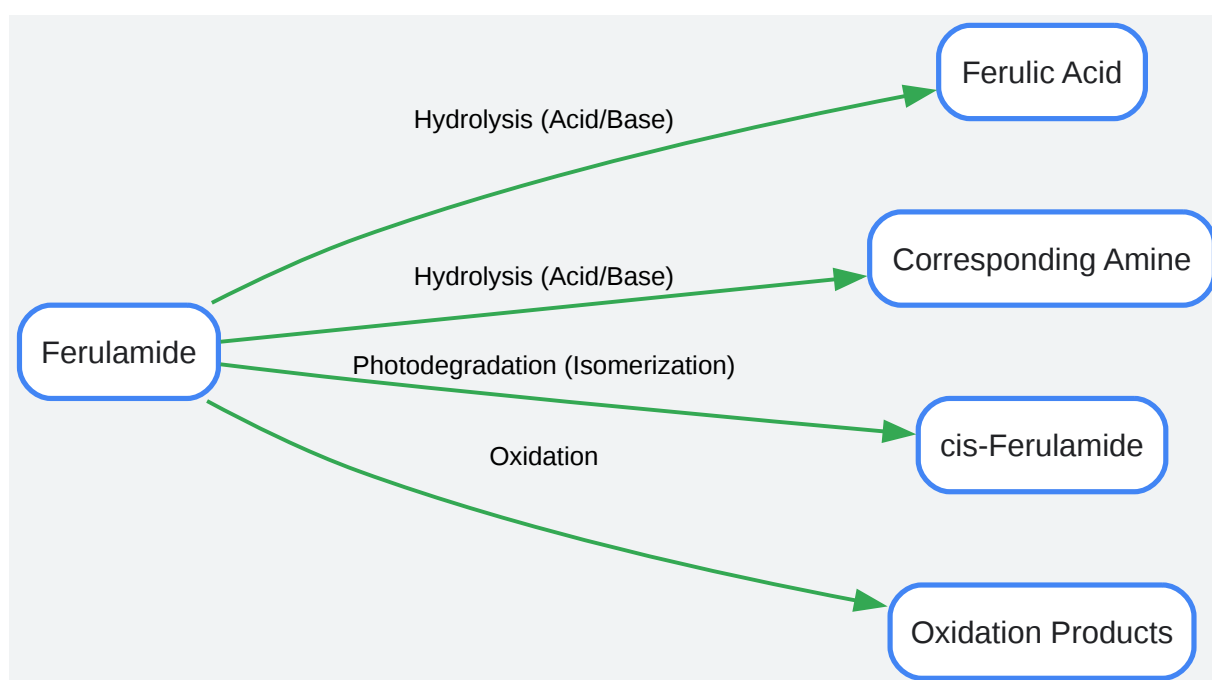 Ferulic Acid
Hydrolysis (Acid/Base)
Corresponding Amine
Hydrolysis (Acid/Base)
Ferulamide
Photodegradation (Isomerization)
cis-Ferulamide
Oxidation
Oxidation Products